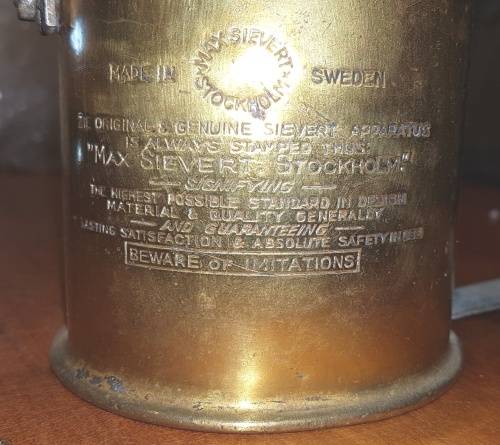 MAX SIEVERT
STOCKHOLM
MADE IN SWEDEN
THE ORIGINAL & GENUINE SIEVERT APPARATUS
IS ALWAYS STAMPED THUS:
"MAX SIEVERT STOCKHOLM"
— SIGNIFYING —
THE HIGHEST POSSIBLE STANDARD IN DESIGN
MATERIAL & QUALITY GENERALLY
— AND GUARANTEEING —
LASTING SATISFACTION & ABSOLUTE SAFETY IN USE
BEWARE OF IMITATIONS